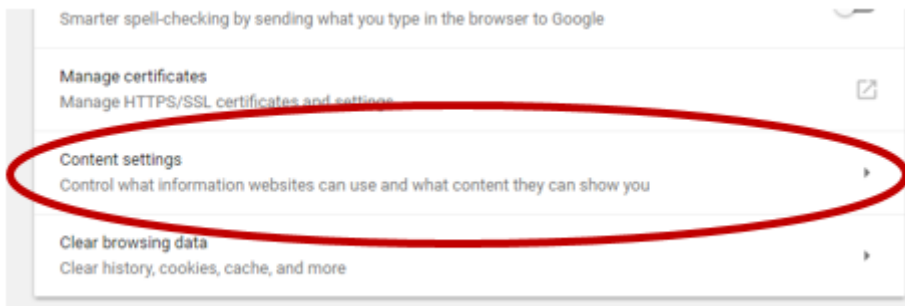 Smarter spell-checking by sending what you type in the browser to Google
Manage certificates
Manage HTTPS/SSL certificates and settings
Content settings
Control what information websites can use and what content they can show you
Clear browsing data
Clear history, cookies, cache, and more